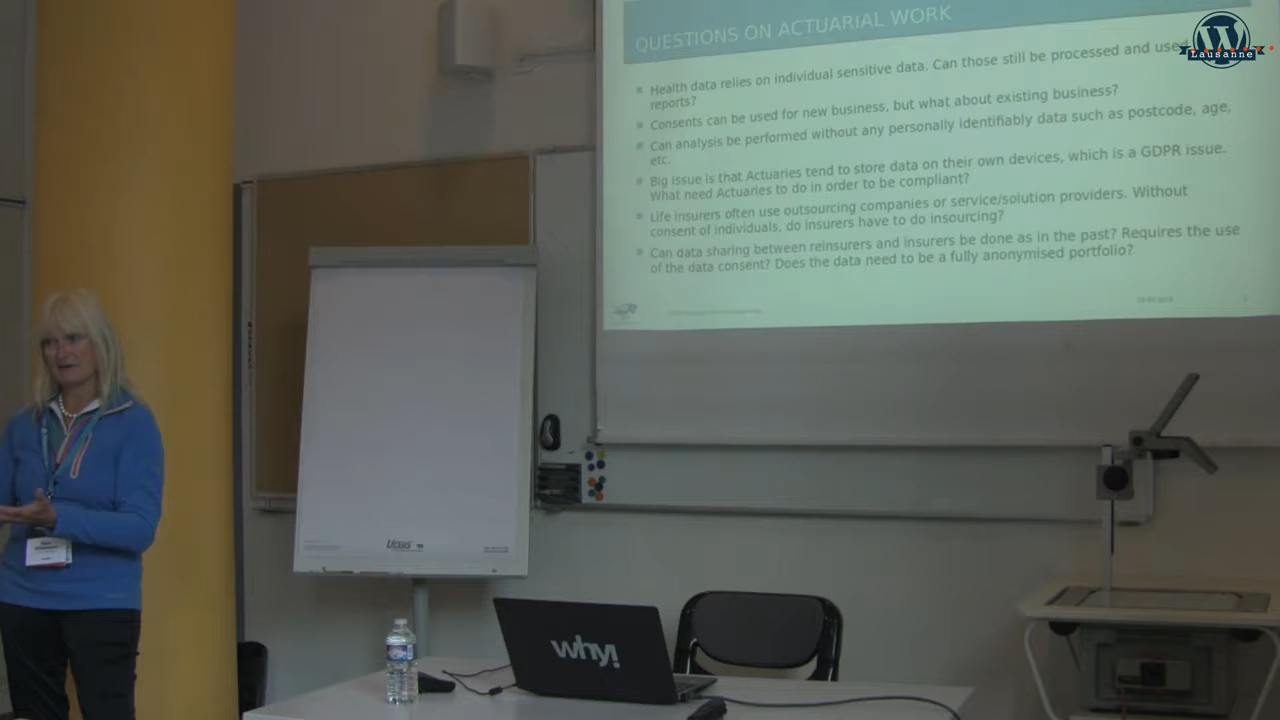 QUESTIONS ON ACTUARIAL WORK
Health data relies on individual sensitive data. Can those still be processed and used
reports?
Consents can be used for new business, but what about existing business?
Can analysis be performed without any personally identifiably data such as postcode, age,
etc.
Big issue is that Actuaries tend to store data on their own devices, which is a GDPR issue.
What need Actuaries to do in order to be compliant?
Life insurers often use outsourcing companies or service/solution providers. Without
consent of individuals, do insurers have to do insourcing?
Can data sharing between reinsurers and insurers be done as in the past? Requires the use
of the data consent? Does the data need to be a fully anonymised portfolio?
W
Lausanne
Ursus
why!